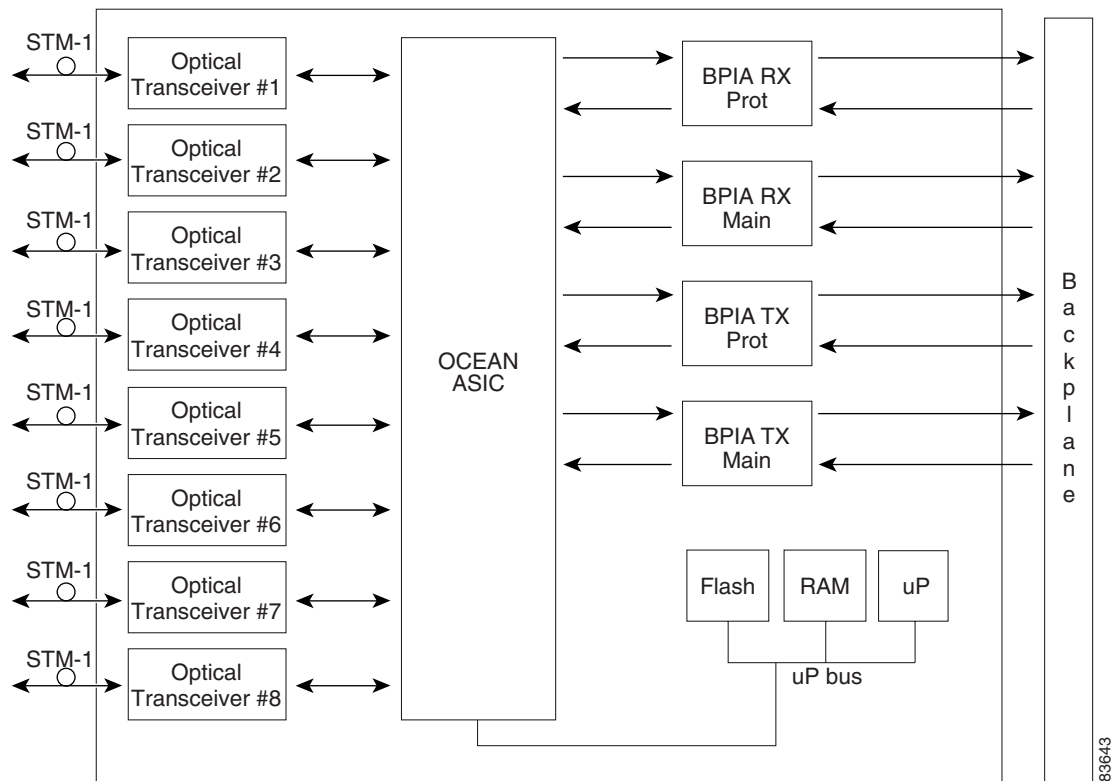 STM-1
Optical
Transceiver #1
STM-1
Optical
Transceiver #2
STM-1
Optical
Transceiver #3
STM-1
Optical
Transceiver #4
STM-1
Optical
Transceiver #5
STM-1
Optical
Transceiver #6
STM-1
Optical
Transceiver #7
STM-1
Optical
Transceiver #8
OCEAN
ASIC
BPIA RX
Prot
BPIA RX
Main
BPIA TX
Prot
BPIA TX
Main
Flash
RAM
uP
uP bus
Backplane
83643